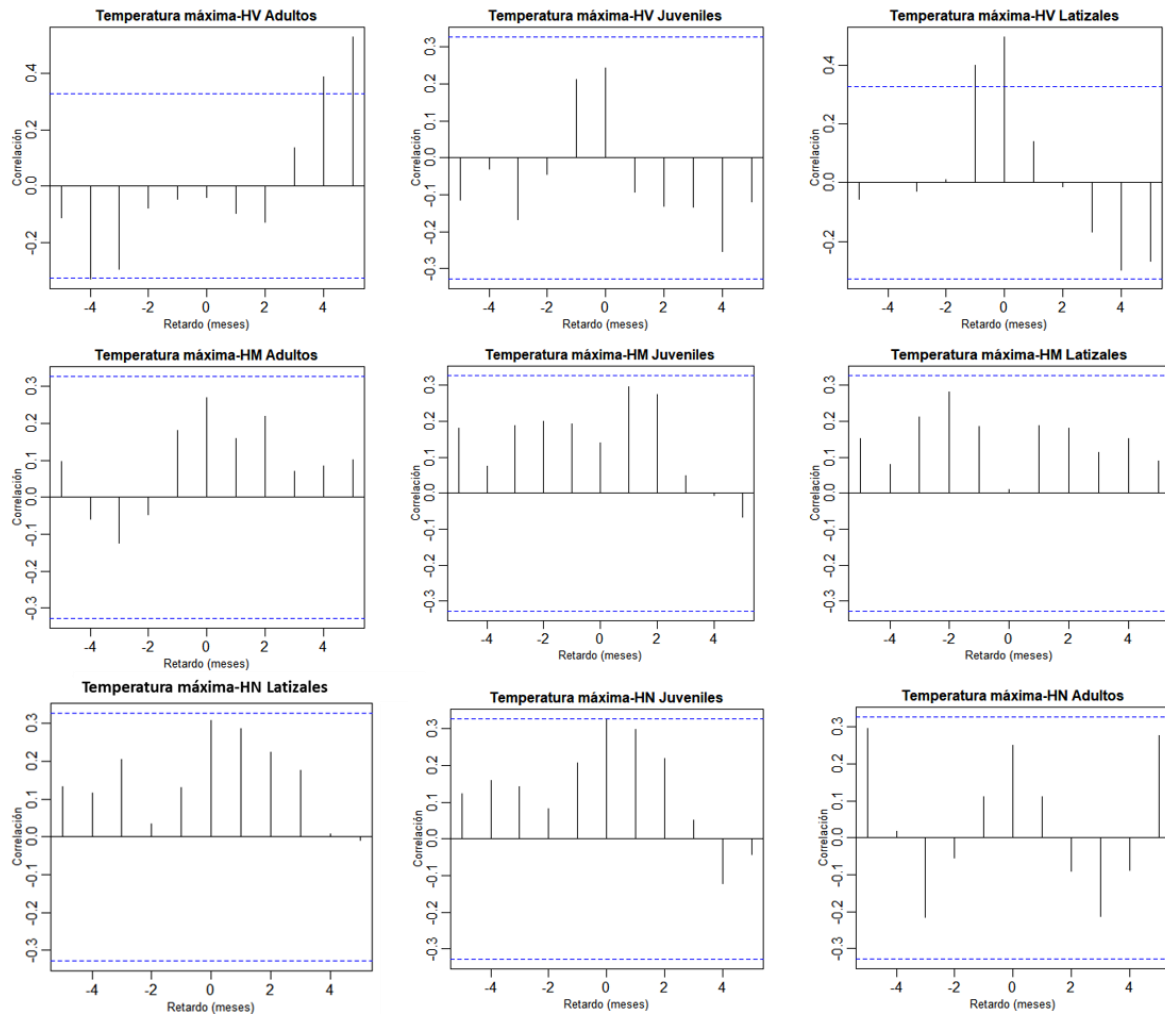 Temperatura máxima-HV Adultos
Correlación
0.4
0.2
0.0
-0.2
-4 -2 0 2 4
Retardo (meses)
Temperatura máxima-HV Juveniles
Correlación
0.3
0.2
0.1
0.0
-0.1
-0.2
-0.3
-4 -2 0 2 4
Retardo (meses)
Temperatura máxima-HV Latizales
Correlación
0.4
0.2
0.0
-0.2
-4 -2 0 2 4
Retardo (meses)
Temperatura máxima-HM Adultos
Correlación
0.3
0.2
0.1
0.0
-0.1
-0.2
-0.3
-4 -2 0 2 4
Retardo (meses)
Temperatura máxima-HM Juveniles
Correlación
0.3
0.2
0.1
0.0
-0.1
-0.2
-0.3
-4 -2 0 2 4
Retardo (meses)
Temperatura máxima-HM Latizales
Correlación
0.3
0.2
0.1
0.0
-0.1
-0.2
-0.3
-4 -2 0 2 4
Retardo (meses)
Temperatura máxima-HN Latizales
Correlación
0.3
0.2
0.1
0.0
-0.1
-0.2
-0.3
-4 -2 0 2 4
Retardo (meses)
Temperatura máxima-HN Juveniles
Correlación
0.3
0.2
0.1
0.0
-0.1
-0.2
-0.3
-4 -2 0 2 4
Retardo (meses)
Temperatura máxima-HN Adultos
Correlación
0.3
0.2
0.1
0.0
-0.1
-0.2
-0.3
-4 -2 0 2 4
Retardo (meses)